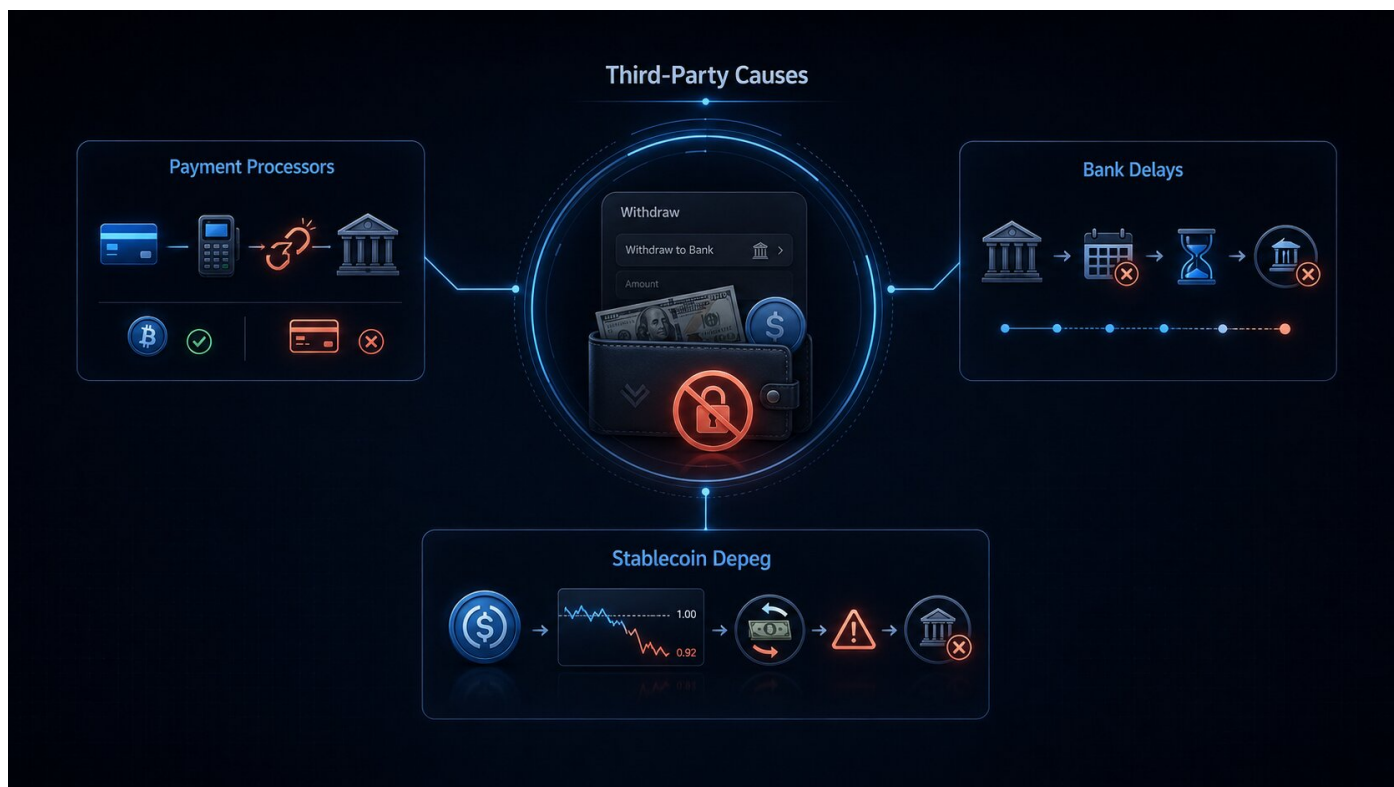 Third-Party Causes
Payment Processors
Withdraw
Withdraw to Bank
Amount
Bank Delays
Stablecoin Depeg
1.00
0.92